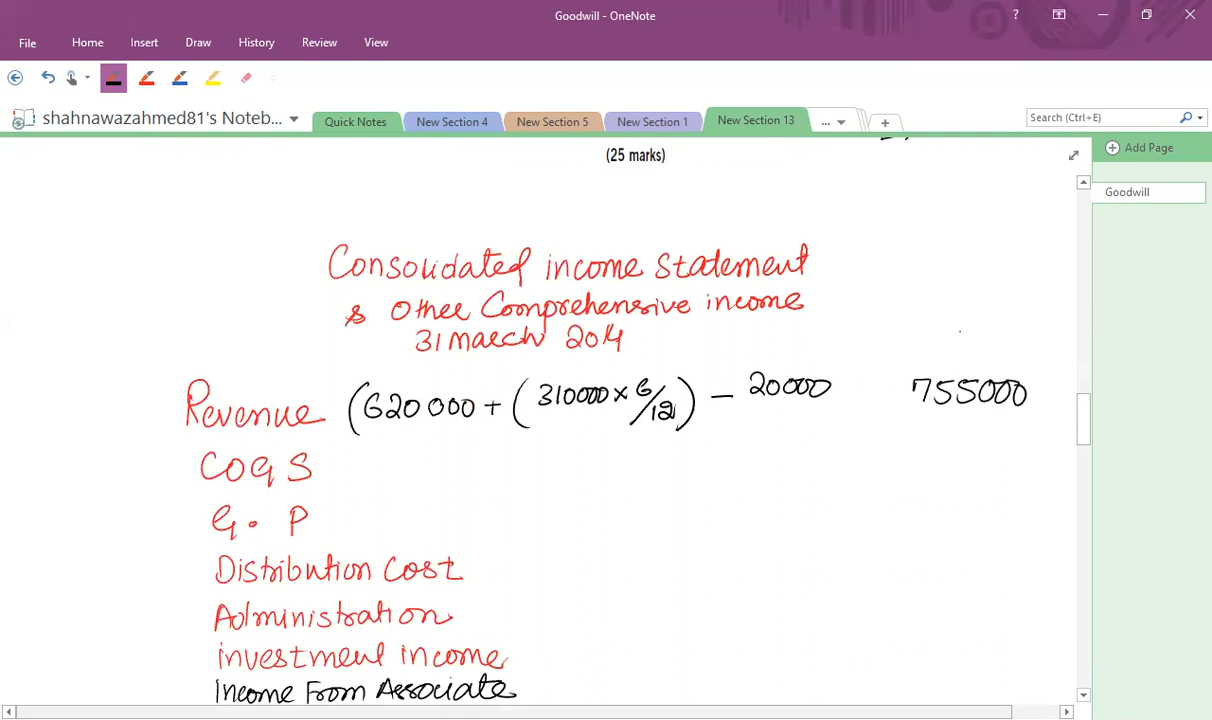 Goodwill - OneNote
?
File Home Insert Draw History Review View
shahnawazahmed81's Noteb... Quick Notes New Section 4 New Section 5 New Section 1 New Section 13 ... + Search (Ctrl+E)
(25 marks)
Add Page
Goodwill
Consolidated income Statement
& Other Comprehensive income
31 March 2014
Revenue (620000 + (310000 x 6/12) - 20000 755000
COGS
G. P
Distribution Cost
Administration
investment income
Income From Associate